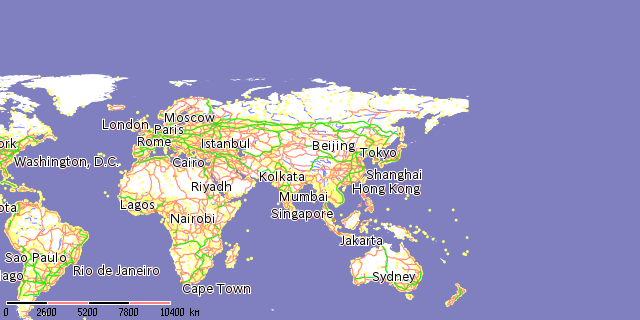 Moscow
London
Paris
Rome
Istanbul
Beijing
Tokyo
ork
Washington, D.C.
Cairo
Shanghai
Kolkata
Riyadh
Hong Kong
Mumbai
Lagos
Singapore
ota
Nairobi
Jakarta
Sao Paulo
Rio de Janeiro
ago
Sydney
Cape Town
0 2600 5200 7800 10400 km